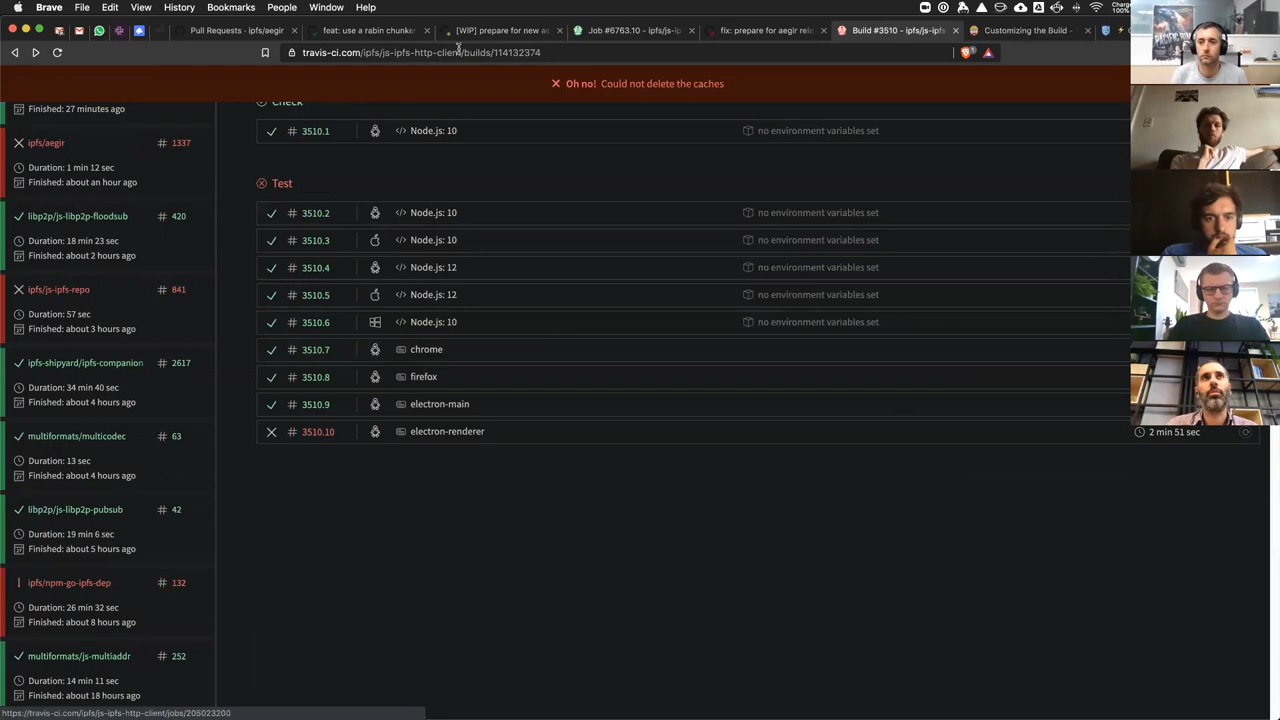 Brave File Edit View History Bookmarks People Window Help
Charge
100%
Pull Requests · ipfs/aegir
feat: use a rabin chunker
prepare for new ae
Job #6763.10 - ipfs/js-ip
fix: prepare for aegir rele
Build #3510 - ipfs/js-ipfs
Customizing the Build -
travis-ci.com/ipfs/js-ipfs-http-client/builds/
1
Oh no! Could not delete the caches
Finished: 27 minutes ago
ipfs/aegir # 1337
Duration: 1 min 12 sec
Finished: about an hour ago
libp2p/js-libp2p-floodsub # 420
Duration: 18 min 23 sec
Finished: about 2 hours ago
ipfs/js-ipfs-repo # 841
Duration: 57 sec
Finished: about 3 hours ago
ipfs-shipyard/ipfs-companion # 2617
Duration: 34 min 40 sec
Finished: about 4 hours ago
multiformats/multicodec # 63
Duration: 13 sec
Finished: about 4 hours ago
libp2p/js-libp2p-pubsub # 42
Duration: 19 min 6 sec
Finished: about 5 hours ago
ipfs/npm-go-ipfs-dep # 132
Duration: 26 min 32 sec
Finished: about 8 hours ago
multiformats/js-multiaddr # 252
Duration: 14 min 11 sec
Finished: about 18 hours ago
Check
# 3510.1 </> Node.js: 10 no environment variables set
Test
# 3510.2 </> Node.js: 10 no environment variables set
# 3510.3 </> Node.js: 10 no environment variables set
# 3510.4 </> Node.js: 12 no environment variables set
# 3510.5 </> Node.js: 12 no environment variables set
# 3510.6 </> Node.js: 10 no environment variables set
# 3510.7 chrome
# 3510.8 firefox
# 3510.9 electron-main
# 3510.10 electron-renderer 2 min 51 sec
https://travis-ci.com/ipfs/js-ipfs-http-client/jobs/205023200
PACIFIC RIM